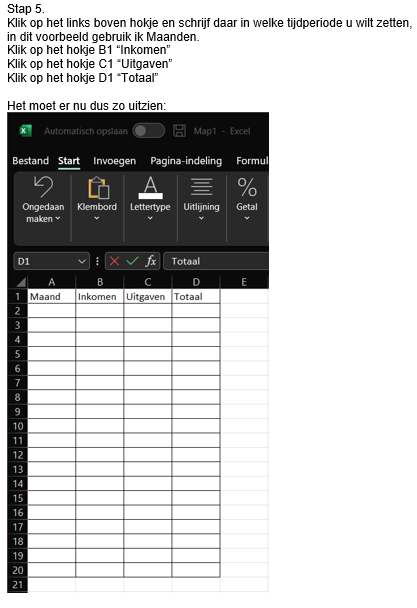 Stap 5.
Klik op het links boven hokje en schrijf daar in welke tijdperiode u wilt zetten,
in dit voorbeeld gebruik ik Maanden.
Klik op het hokje B1 “Inkomen”
Klik op het hokje C1 “Uitgaven”
Klik op het hokje D1 “Totaal”
Het moet er nu dus zo uitzien:
Automatisch opslaan Map1 - Excel
Bestand Start Invoegen Pagina-indeling Formul
Ongedaan maken Klembord Lettertype Uitlijning Getal
D1 fx Totaal
A B C D E
1 Maand Inkomen Uitgaven Totaal
2
3
4
5
6
7
8
9
10
11
12
13
14
15
16
17
18
19
20
21